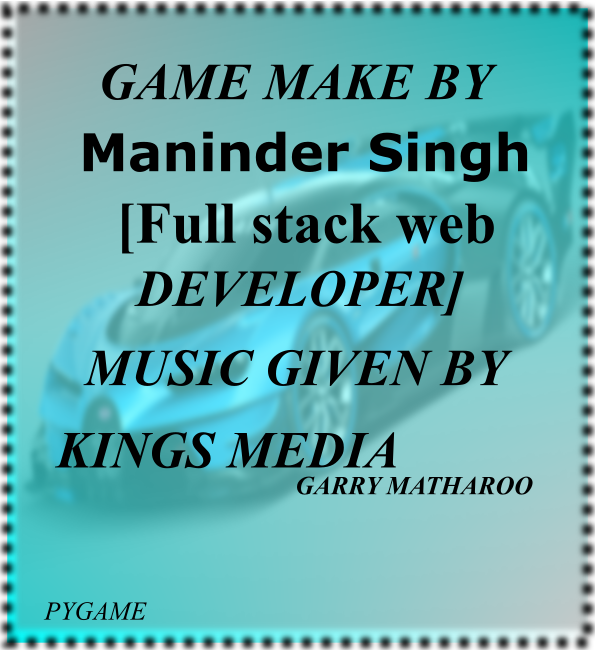 GAME MAKE BY
Maninder Singh
[Full stack web
DEVELOPER]
MUSIC GIVEN BY
KINGS MEDIA
GARRY MATHAROO
PYGAME